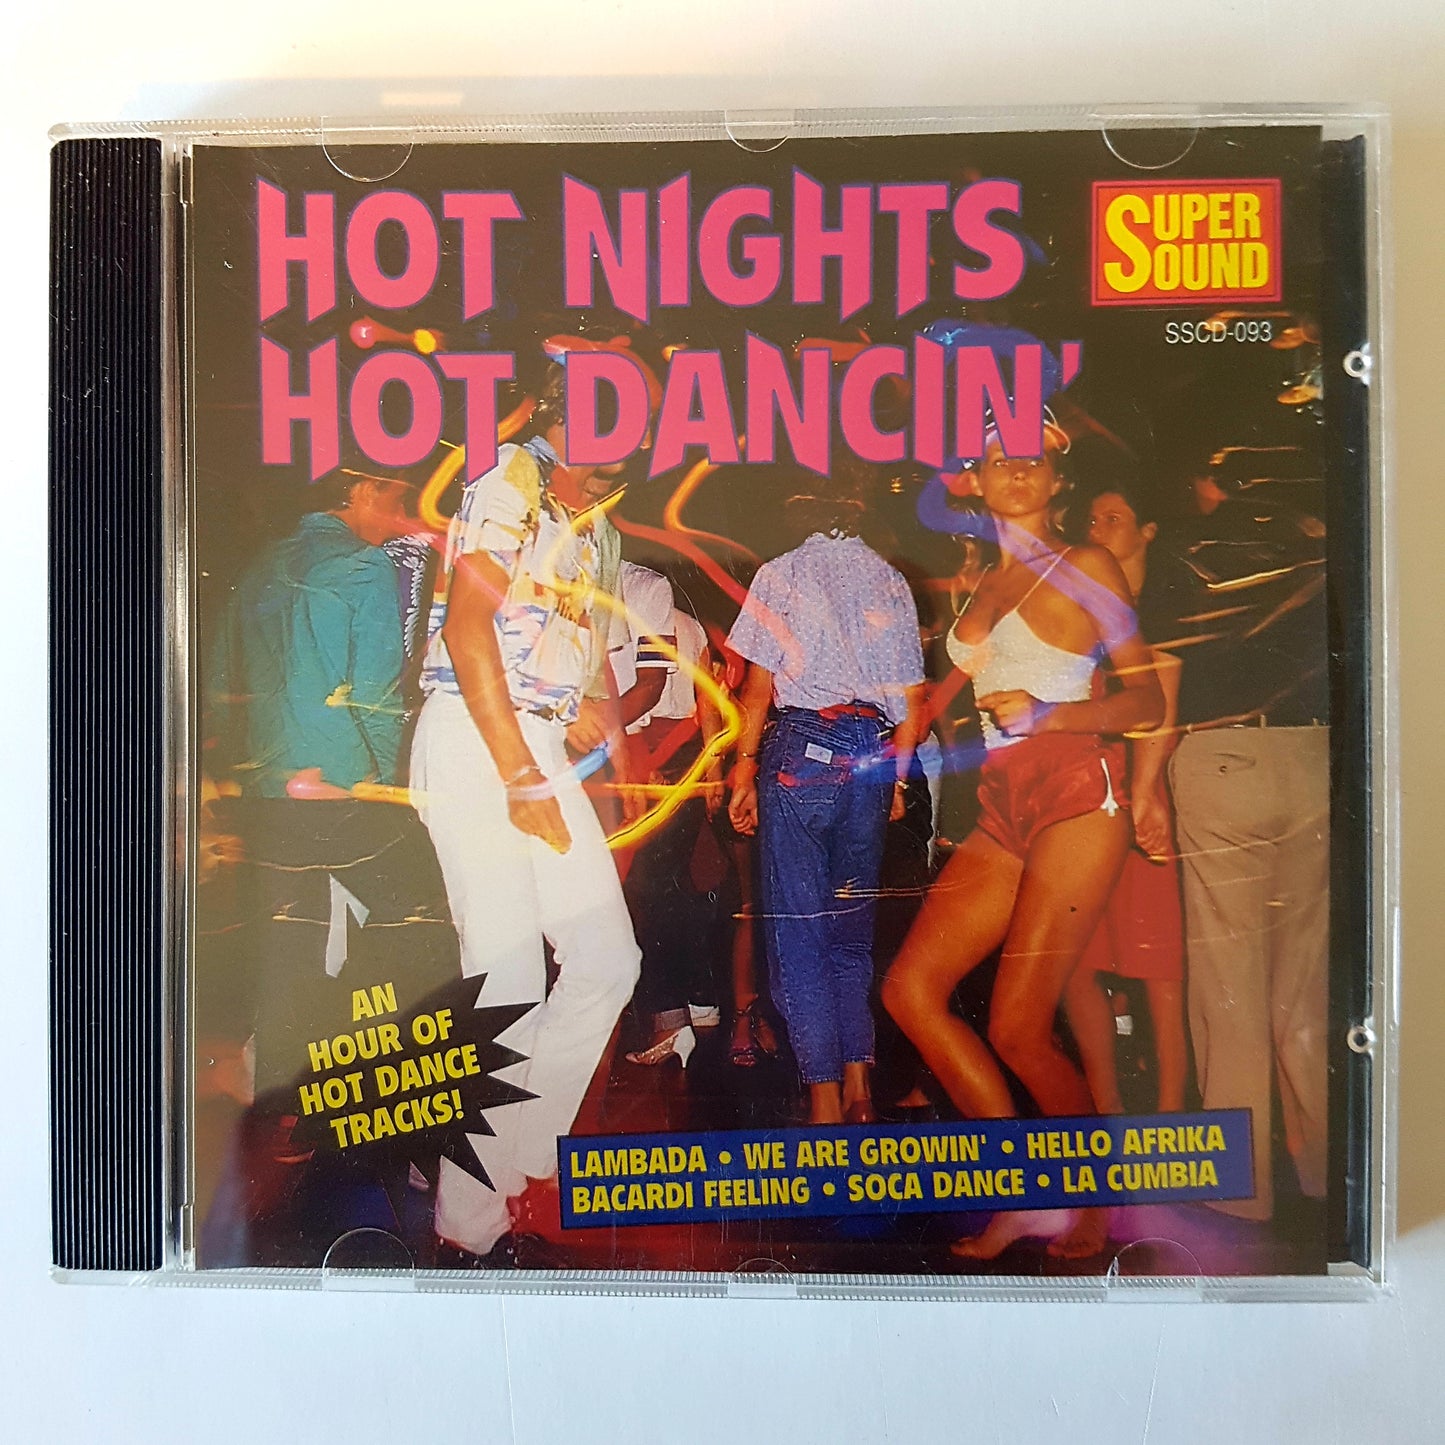 HOT NIGHTS
HOT DANCIN'
SUPER
SOUND
SSCD-093
AN
HOUR OF
HOT DANCE
TRACKS!
LAMBADA • WE ARE GROWIN' • HELLO AFRIKA
BACARDI FEELING • SOCA DANCE • LA CUMBIA